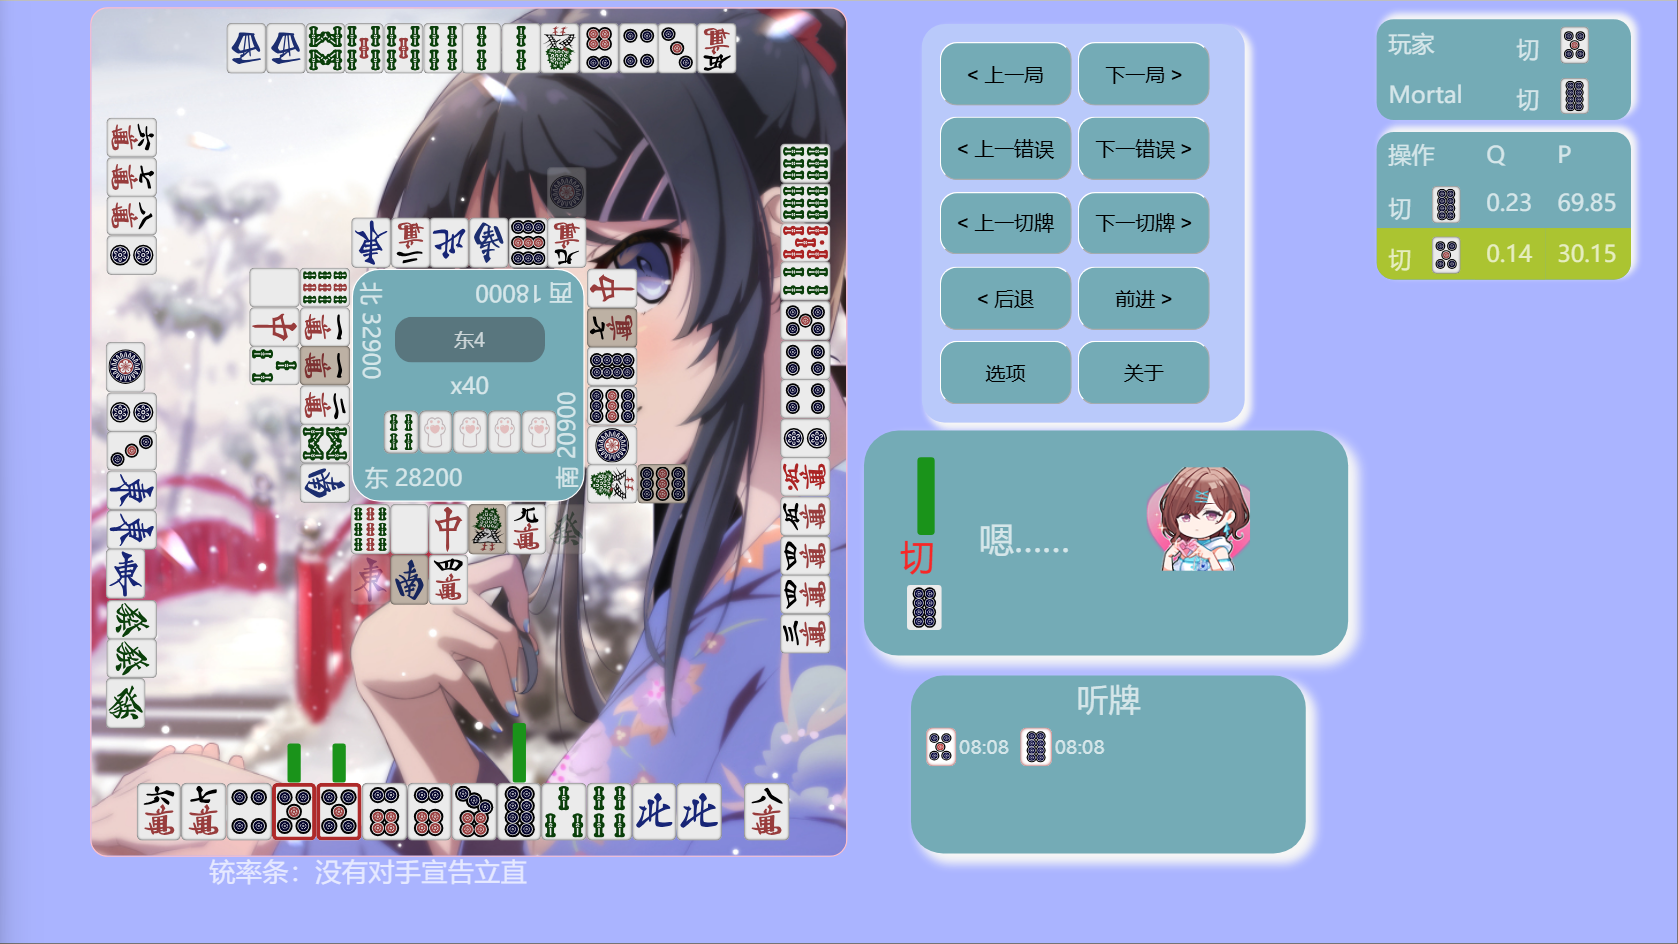 < 上一局
下一局 >
< 上一错误
下一错误 >
< 上一切牌
下一切牌 >
< 后退
前进 >
选项
关于
玩家 切
Mortal 切
操作 Q P
切 0.23 69.85
切 0.14 30.15
西 18000
北 32900
东4
x40
南 20900
东 28200
切
嗯......
听牌
08:08 08:08
铳率条：没有对手宣告立直